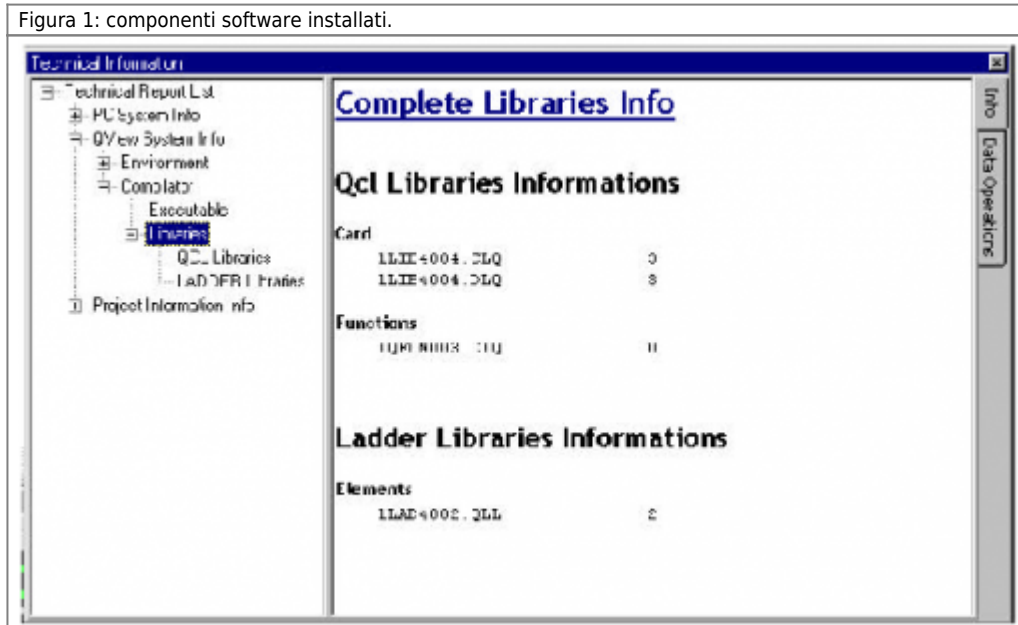 Figura 1: componenti software installati.
Technical Information
Technical Report List
PC System Info
QView System Info
Enviorment
Compilator
Executable
Libraries
QCL Libraries
LADDER Libraries
Project Information Info
Complete Libraries Info
Qcl Libraries Informations
Card
Functions
Ladder Libraries Informations
Elements
2
Info
Data Operations